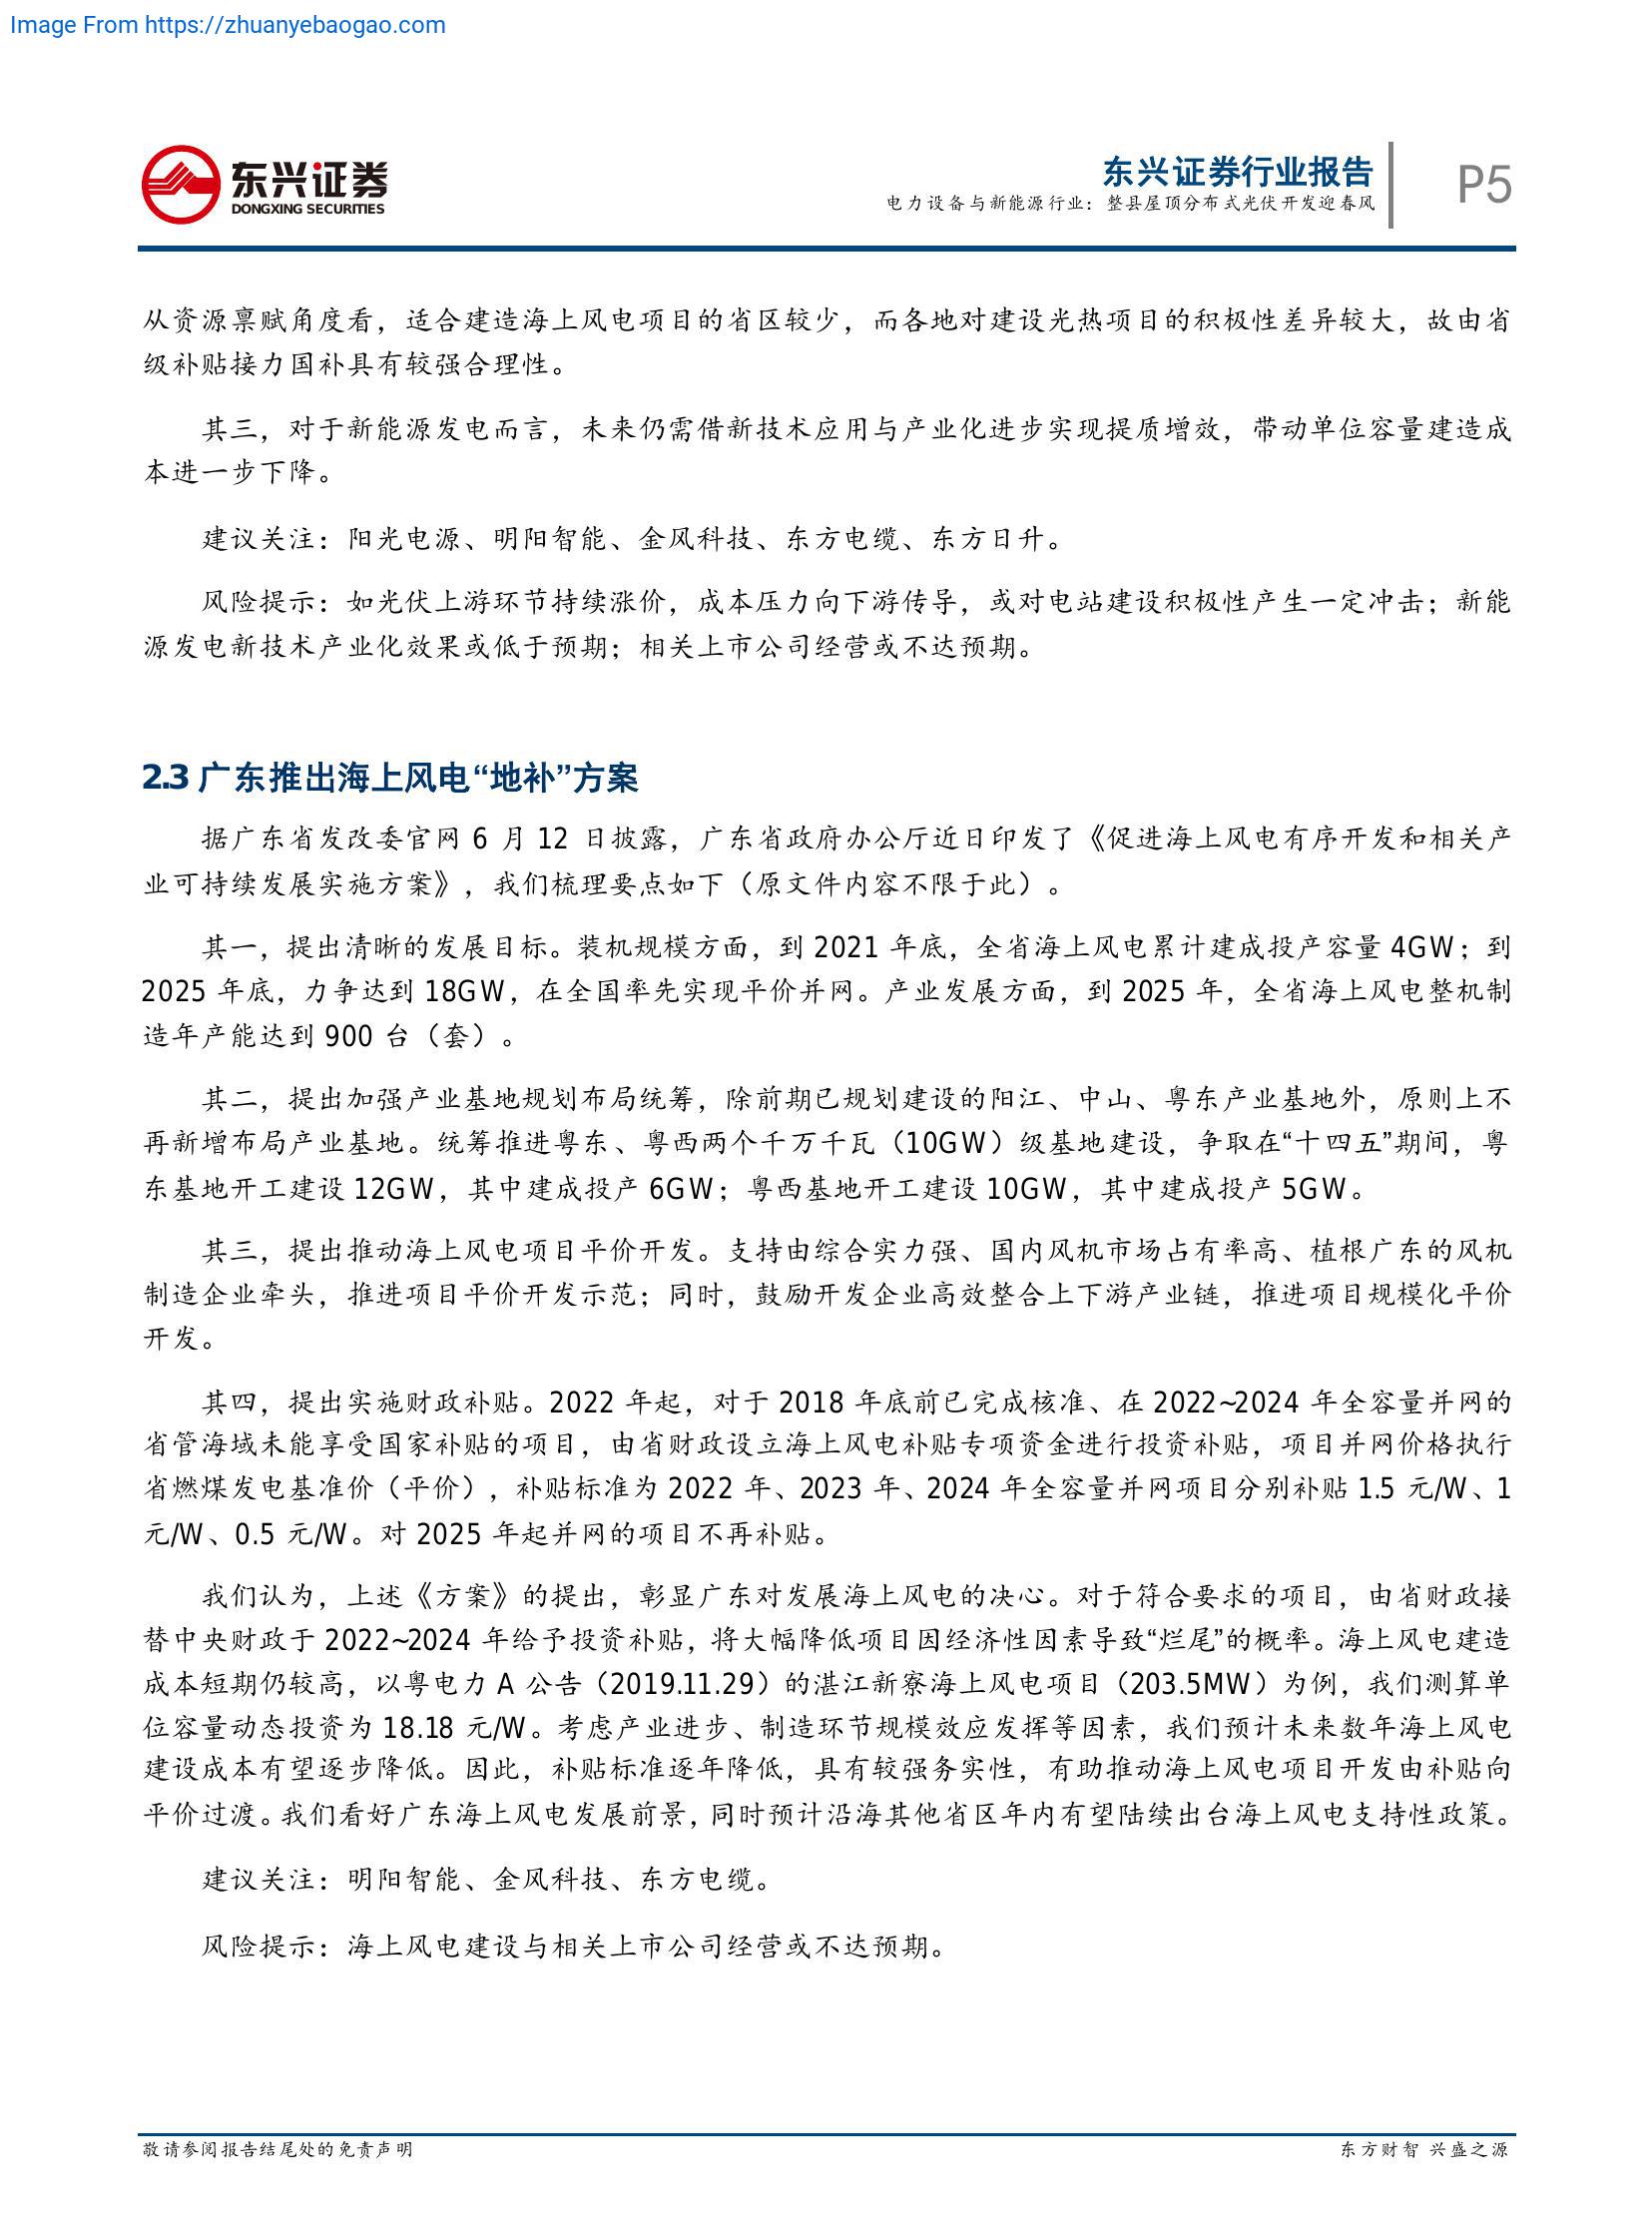 Image From https://zhuanyebaogao.com
东兴证券
DONGXING SECURITIES
东兴证券行业报告
电力设备与新能源行业：整县屋顶分布式光伏开发迎春风
P5
从资源禀赋角度看，适合建造海上风电项目的省区较少，而各地对建设光热项目的积极性差异较大，故由省
级补贴接力国补具有较强合理性。
其三，对于新能源发电而言，未来仍需借新技术应用与产业化进步实现提质增效，带动单位容量建造成
本进一步下降。
建议关注：阳光电源、明阳智能、金风科技、东方电缆、东方日升。
风险提示：如光伏上游环节持续涨价，成本压力向下游传导，或对电站建设积极性产生一定冲击；新能
源发电新技术产业化效果或低于预期；相关上市公司经营或不达预期。
2.3 广东推出海上风电“地补”方案
据广东省发改委官网 6 月 12 日披露，广东省政府办公厅近日印发了《促进海上风电有序开发和相关产
业可持续发展实施方案》，我们梳理要点如下（原文件内容不限于此）。
其一，提出清晰的发展目标。装机规模方面，到 2021 年底，全省海上风电累计建成投产容量 4GW；到
2025 年底，力争达到 18GW，在全国率先实现平价并网。产业发展方面，到 2025 年，全省海上风电整机制
造年产能达到 900 台（套）。
其二，提出加强产业基地规划布局统筹，除前期已规划建设的阳江、中山、粤东产业基地外，原则上不
再新增布局产业基地。统筹推进粤东、粤西两个千万千瓦（10GW）级基地建设，争取在“十四五”期间，粤
东基地开工建设 12GW，其中建成投产 6GW；粤西基地开工建设 10GW，其中建成投产 5GW。
其三，提出推动海上风电项目平价开发。支持由综合实力强、国内风机市场占有率高、植根广东的风机
制造企业牵头，推进项目平价开发示范；同时，鼓励开发企业高效整合上下游产业链，推进项目规模化平价
开发。
其四，提出实施财政补贴。2022 年起，对于 2018 年底前已完成核准、在 2022~2024 年全容量并网的
省管海域未能享受国家补贴的项目，由省财政设立海上风电补贴专项资金进行投资补贴，项目并网价格执行
省燃煤发电基准价（平价），补贴标准为 2022 年、2023 年、2024 年全容量并网项目分别补贴 1.5 元/W、1
元/W、0.5 元/W。对 2025 年起并网的项目不再补贴。
我们认为，上述《方案》的提出，彰显广东对发展海上风电的决心。对于符合要求的项目，由省财政接
替中央财政于 2022~2024 年给予投资补贴，将大幅降低项目因经济性因素导致“烂尾”的概率。海上风电建造
成本短期仍较高，以粤电力 A 公告（2019.11.29）的湛江新寮海上风电项目（203.5MW）为例，我们测算单
位容量动态投资为 18.18 元/W。考虑产业进步、制造环节规模效应发挥等因素，我们预计未来数年海上风电
建设成本有望逐步降低。因此，补贴标准逐年降低，具有较强务实性，有助推动海上风电项目开发由补贴向
平价过渡。我们看好广东海上风电发展前景，同时预计沿海其他省区年内有望陆续出台海上风电支持性政策。
建议关注：明阳智能、金风科技、东方电缆。
风险提示：海上风电建设与相关上市公司经营或不达预期。
敬请参阅报告结尾处的免责声明
东方财智 兴盛之源